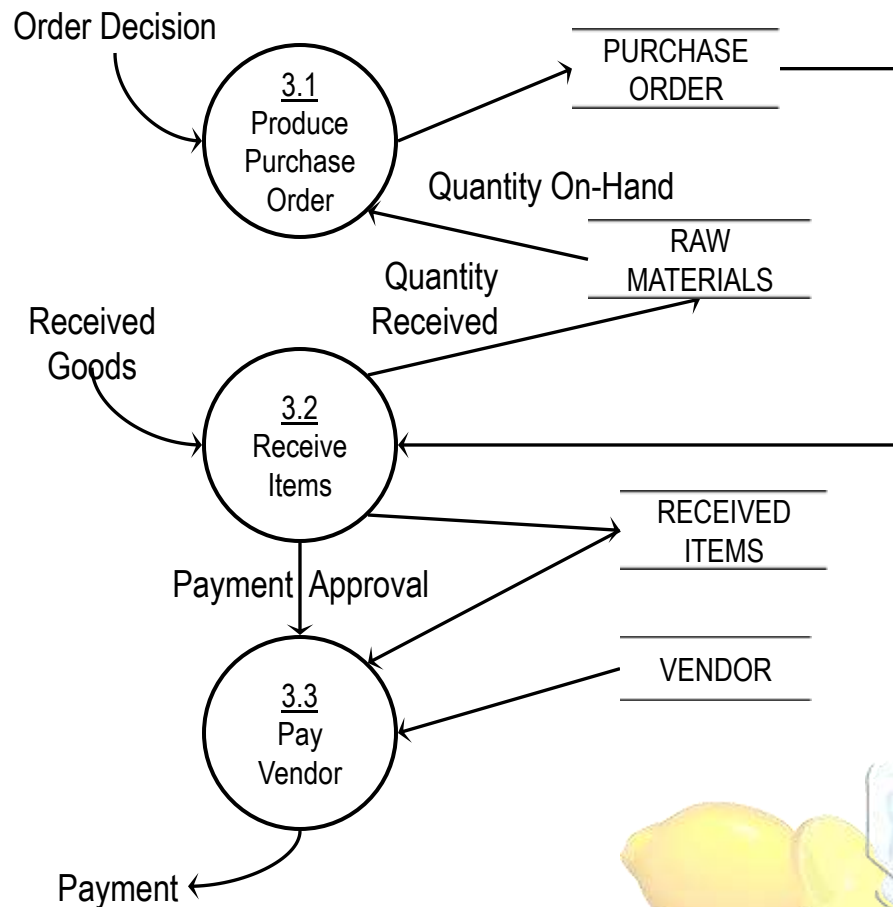 Order Decision
3.1
Produce
Purchase
Order
PURCHASE
ORDER
Quantity On-Hand
RAW
MATERIALS
Quantity
Received
Received
Goods
3.2
Receive
Items
RECEIVED
ITEMS
Payment Approval
VENDOR
3.3
Pay
Vendor
Payment